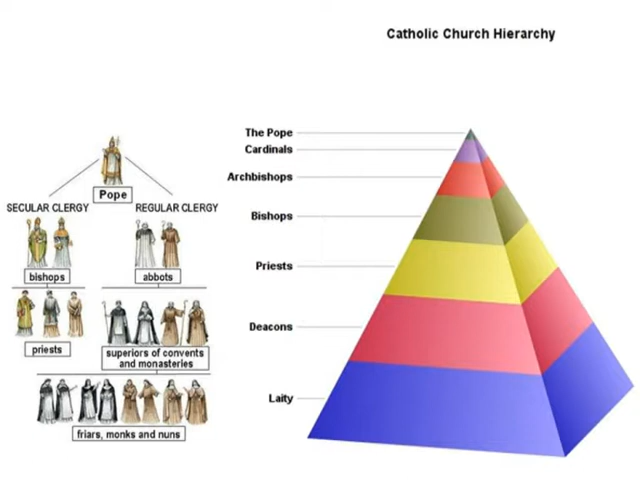 Catholic Church Hierarchy
Pope
SECULAR CLERGY
REGULAR CLERGY
bishops
abbots
priests
superiors of convents
and monasteries
friars, monks and nuns
The Pope
Cardinals
Archbishops
Bishops
Priests
Deacons
Laity